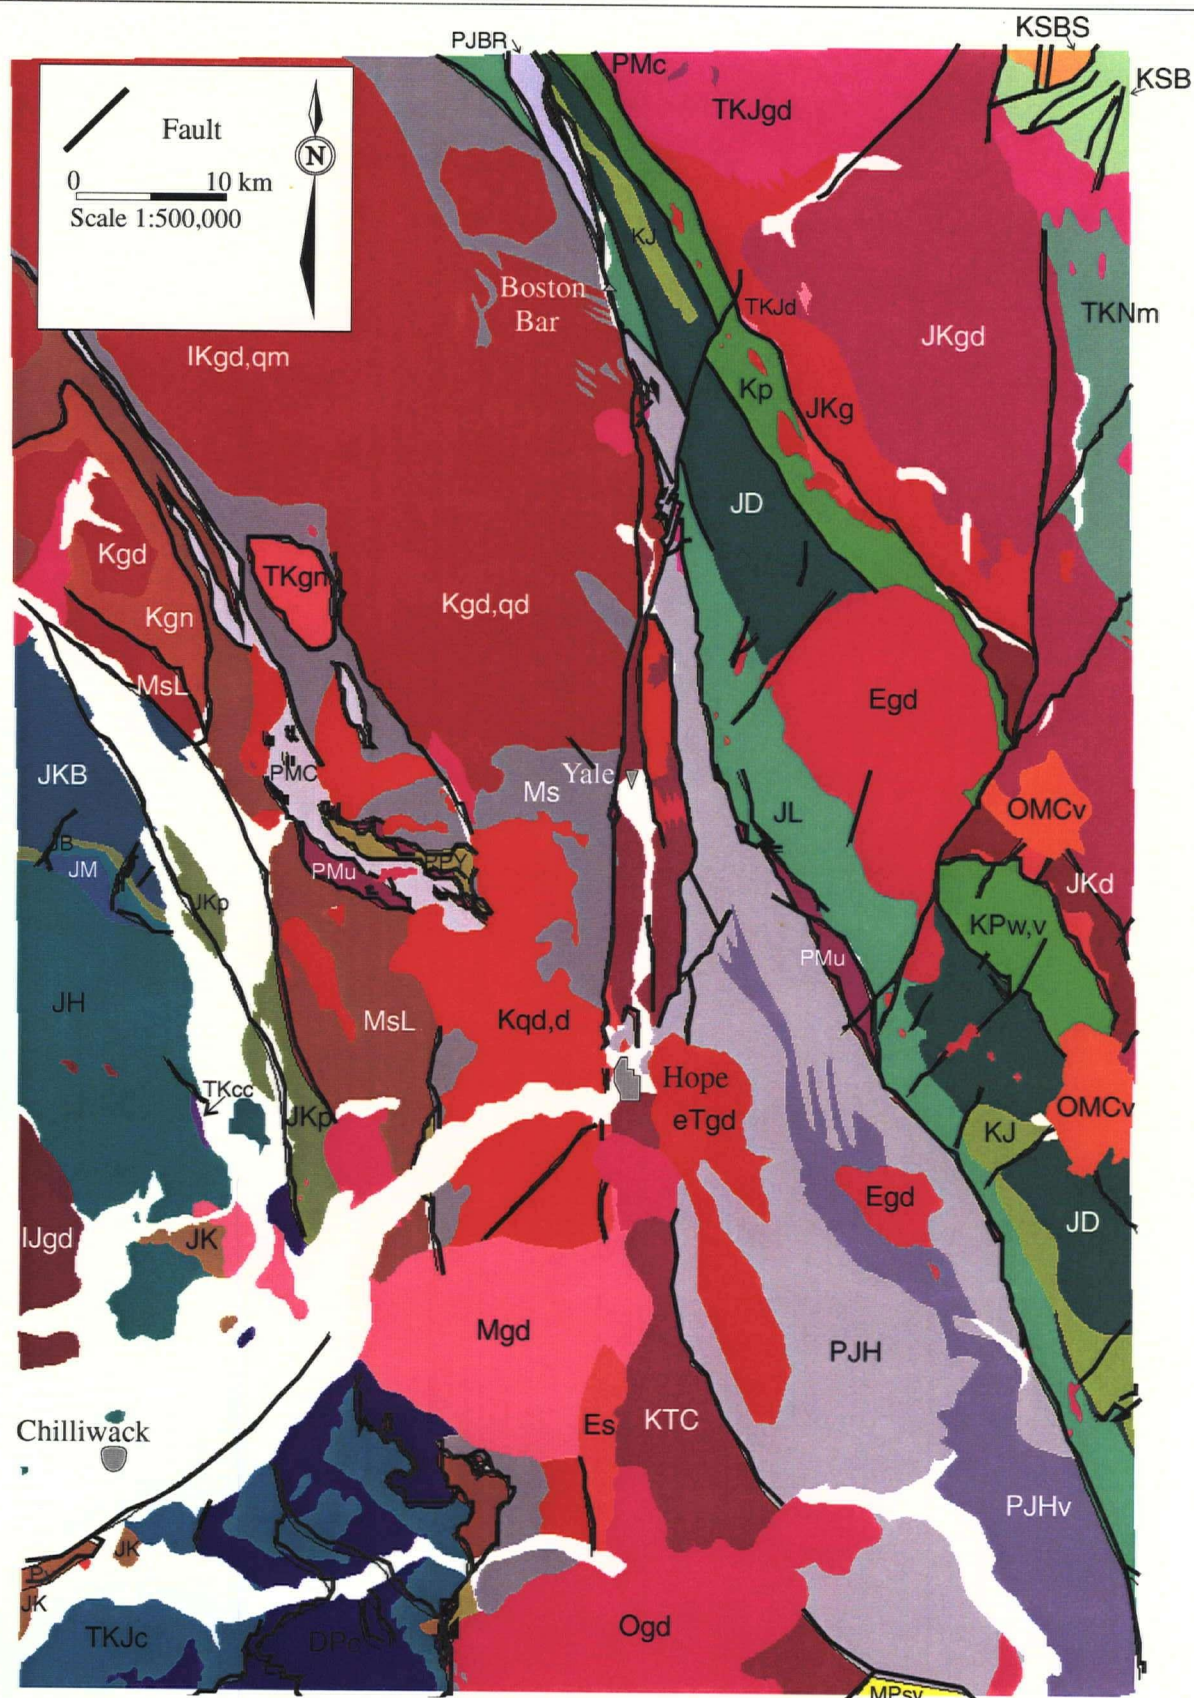 KSBS
PJBR
PMc
KSB
TKJgd
Fault
N
0 10 km
Scale 1:500,000
KJ
Boston
Bar
TKJd
TKNm
JKgd
IKgd,qm
Kp
JKg
JD
Kgd
TKgn
Kgd,qd
Kgn
MsL
Egd
JKB
PMC
Yale
Ms
OMCv
JL
JB
JM
PMu
JKd
JKp
KPw,v
PMu
JH
MsL
Kqd,d
TKcc
Hope
JKp
eTgd
OMCv
KJ
Egd
JD
IJgd
JK
Mgd
PJH
Es
KTC
Chilliwack
PJHv
JK
JK
TKJc
Ogd
MPsv